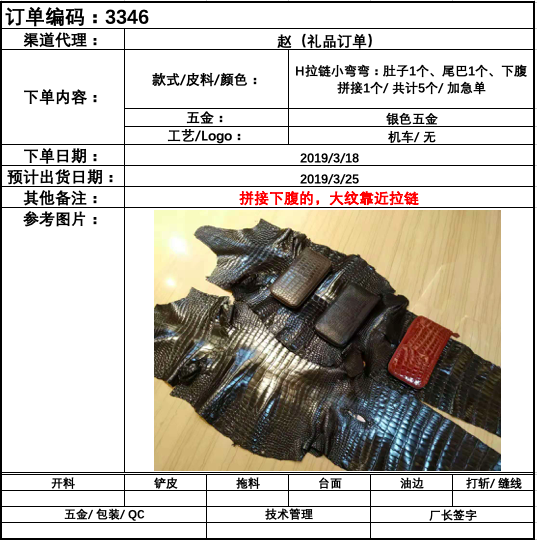 订单编码：3346
渠道代理： 赵（礼品订单）
下单内容：
款式/皮料/颜色：
H拉链小弯弯：肚子1个、尾巴1个、下腹
拼接1个/ 共计5个/ 加急单
五金： 银色五金
工艺/Logo： 机车/ 无
下单日期： 2019/3/18
预计出货日期： 2019/3/25
其他备注： 拼接下腹的，大纹靠近拉链
参考图片：
开料 铲皮 拖料 台面 油边 打斩/ 缝线
五金/ 包装/ QC 技术管理 厂长签字